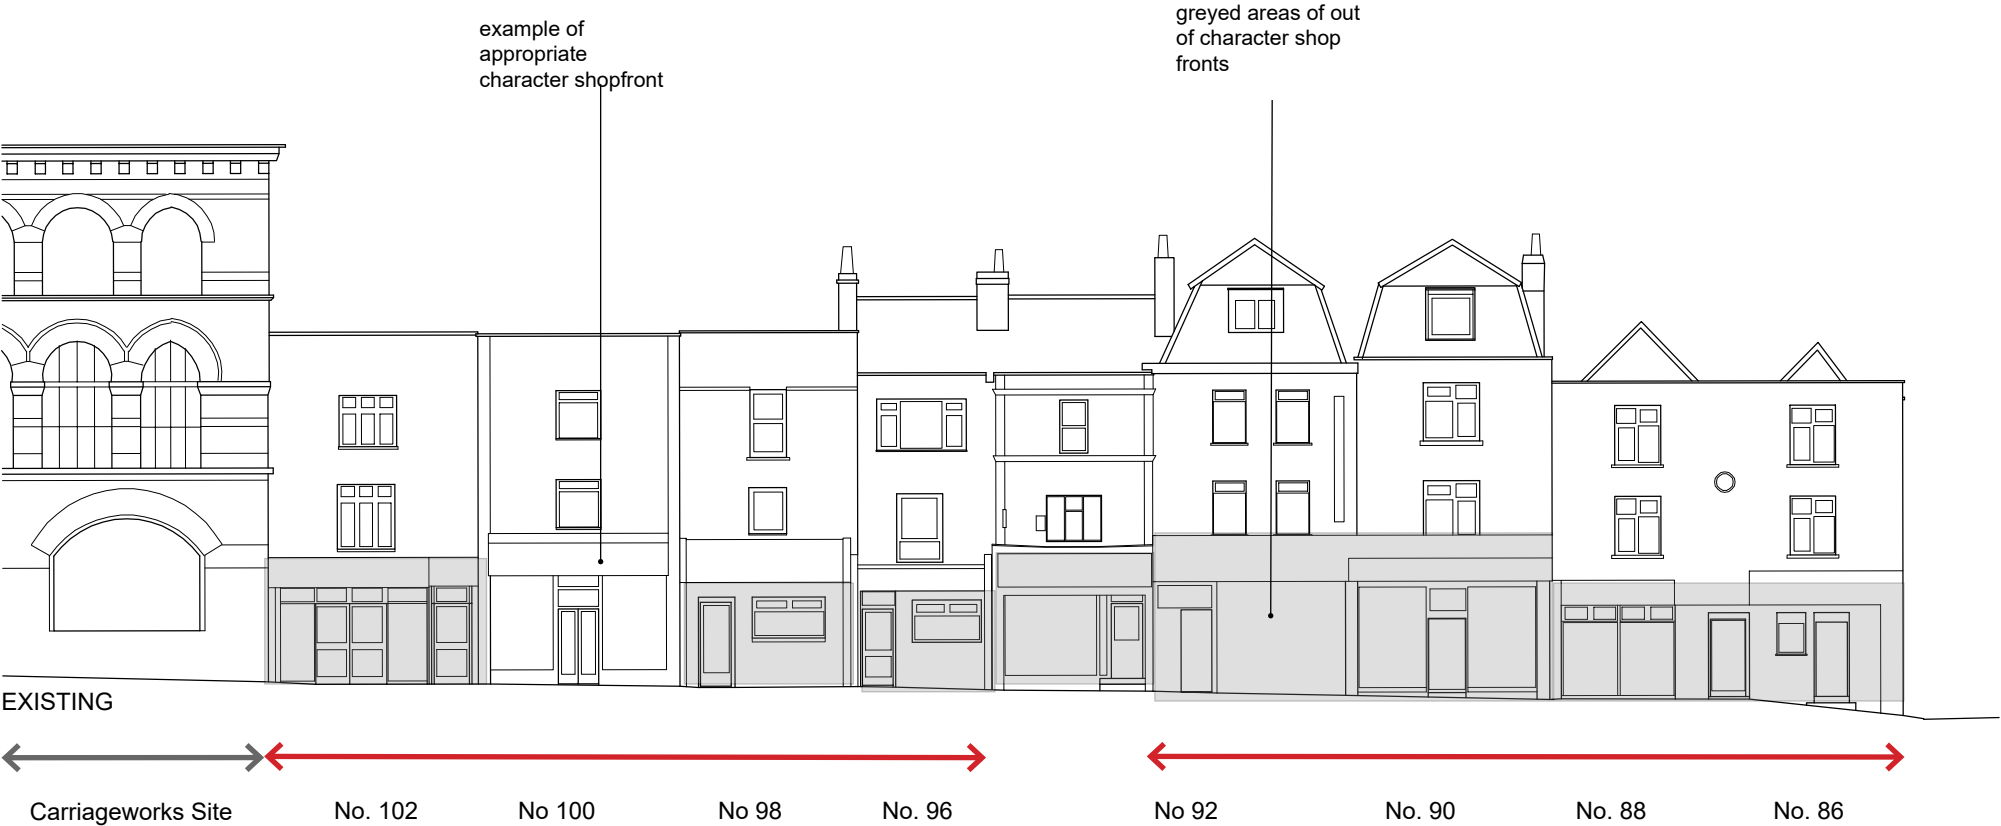 example of
appropriate
character shopfront
greyed areas of out
of character shop
fronts
EXISTING
Carriageworks Site
No. 102
No 100
No 98
No. 96
No 92
No. 90
No. 88
No. 86